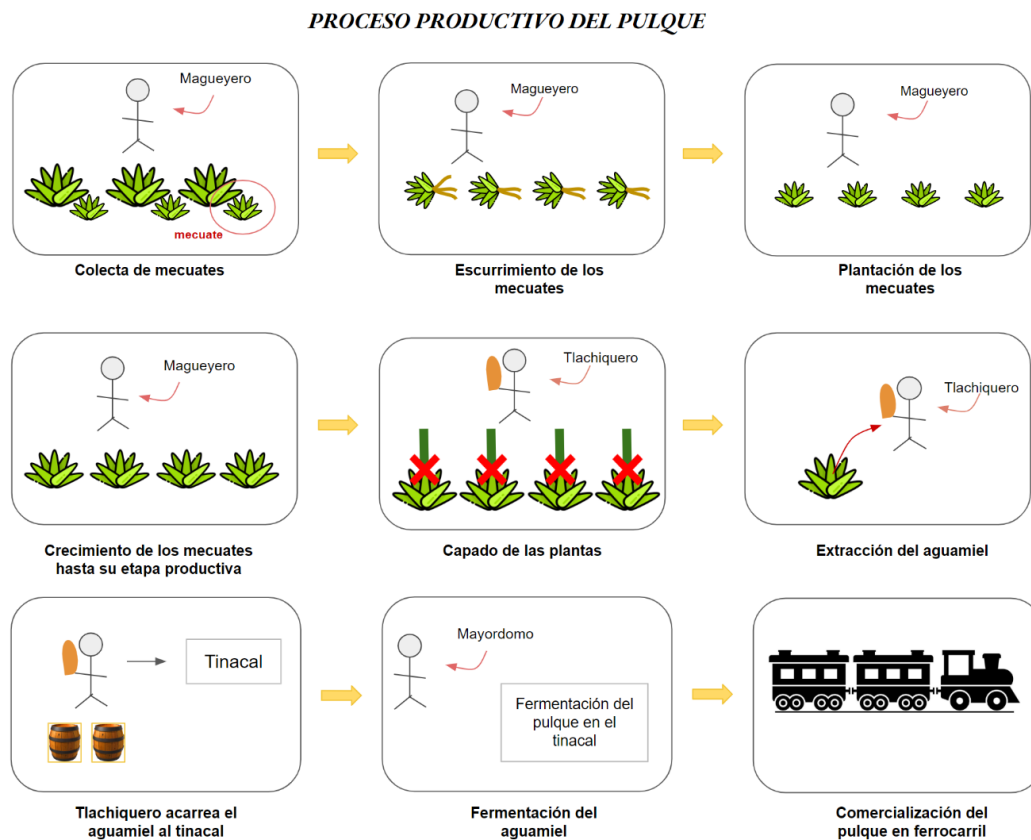 PROCESO PRODUCTIVO DEL PULQUE
Magueyero
mecuate
Colecta de mecuates
Magueyero
Escurrimiento de los
mecuates
Magueyero
Plantación de los
mecuates
Magueyero
Crecimiento de los mecuates
hasta su etapa productiva
Tlachiquero
Capado de las plantas
Tlachiquero
Extracción del aguamiel
Tinacal
Tlachiquero acarrea el
aguamiel al tinacal
Mayordomo
Fermentación del
pulque en el
tinacal
Fermentación del
aguamiel
Comercialización del
pulque en ferrocarril